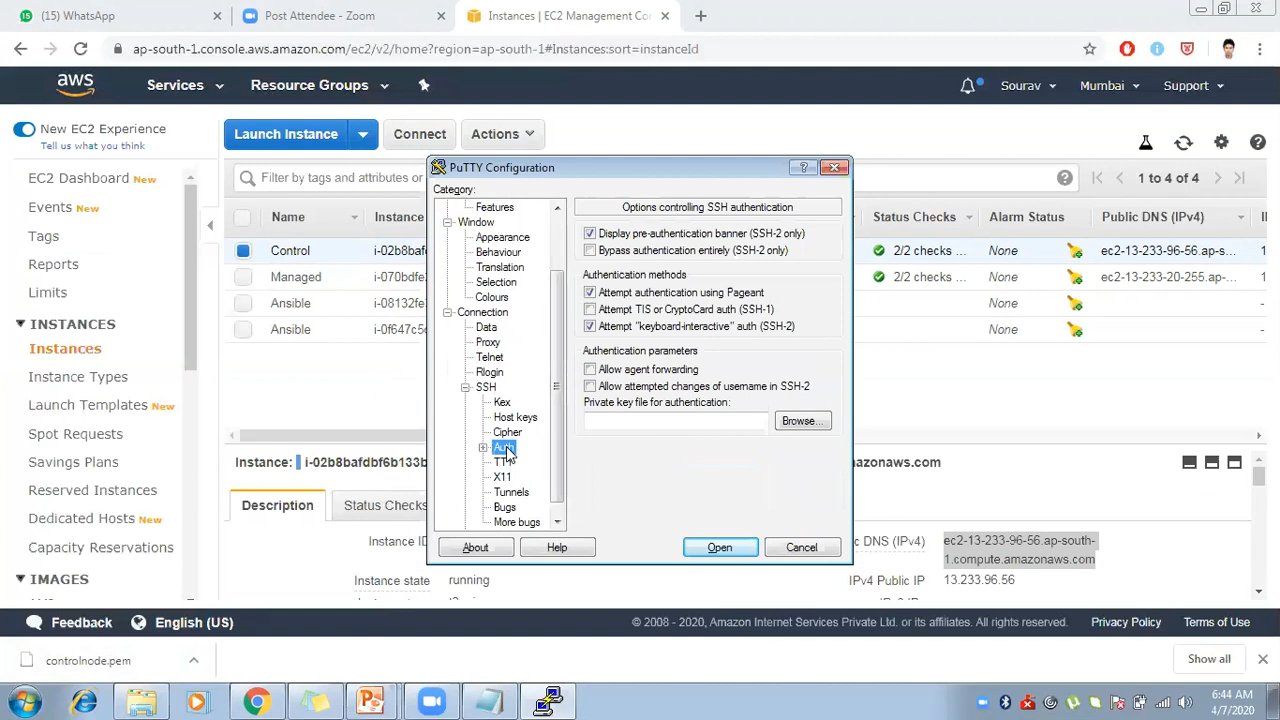 (15) WhatsApp
Post Attendee - Zoom
Instances | EC2 Management Con
ap-south-1.console.aws.amazon.com/ec2/v2/home?region=ap-south-1#Instances:sort=instanceId
aws
Services
Resource Groups
Sourav
Mumbai
Support
New EC2 Experience
Tell us what you think
Launch Instance
Connect
Actions
EC2 Dashboard New
Events New
Tags
Reports
Limits
INSTANCES
Instances
Instance Types
Launch Templates New
Spot Requests
Savings Plans
Reserved Instances
Dedicated Hosts New
Capacity Reservations
IMAGES
Filter by tags and attributes or
1 to 4 of 4
Name
Instance
Status Checks
Alarm Status
Public DNS (IPv4)
Control
i-02b8baf
2/2 checks ...
None
ec2-13-233-96-56.ap-s...
Managed
i-070bdfe
2/2 checks ...
None
ec2-13-233-20-255.ap-...
Ansible
i-08132fe
None
Ansible
i-0f647c5
None
PuTTY Configuration
Category:
Features
Window
Appearance
Behaviour
Translation
Selection
Colours
Connection
Data
Proxy
Telnet
Rlogin
SSH
Kex
Host keys
Cipher
Auth
TTY
X11
Tunnels
Bugs
More bugs
Options controlling SSH authentication
Display pre-authentication banner (SSH-2 only)
Bypass authentication entirely (SSH-2 only)
Authentication methods
Attempt authentication using Pageant
Attempt TIS or CryptoCard auth (SSH-1)
Attempt "keyboard-interactive" auth (SSH-2)
Authentication parameters
Allow agent forwarding
Allow attempted changes of username in SSH-2
Private key file for authentication:
Browse...
About
Help
Open
Cancel
Instance: i-02b8bafdbf6b133b
nazonaws.com
Description
Status Checks
Instance ID
DNS (IPv4)
ec2-13-233-96-56.ap-south-
1.compute.amazonaws.com
Instance state
running
IPv4 Public IP
13.233.96.56
Feedback
English (US)
© 2008 - 2020, Amazon Internet Services Private Ltd. or its affiliates. All rights reserved.
Privacy Policy
Terms of Use
controlnode.pem
Show all
6:44 AM
4/7/2020